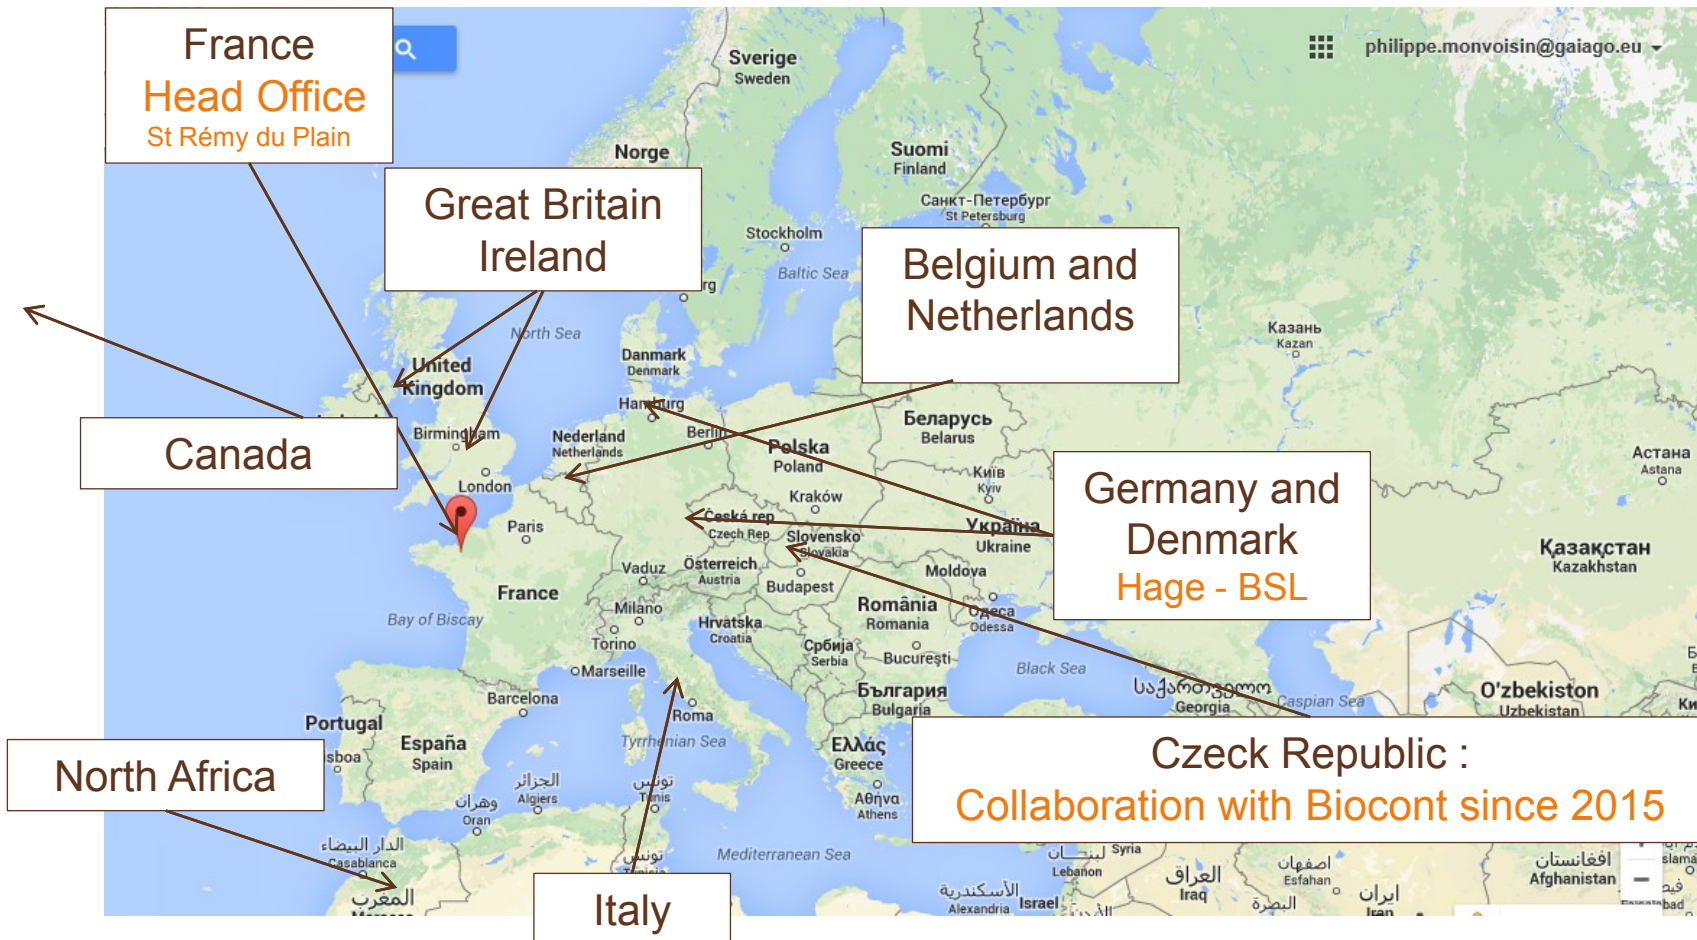 France
Head Office
St Rémy du Plain
philippe.monvoisin@gaiago.eu
Sverige
Sweden
Norge
Suomi
Finland
Санкт-Петербург
St Petersburg
Great Britain
Ireland
Stockholm
Baltic Sea
Belgium and
Netherlands
North Sea
Казань
Kazan
Danmark
Denmark
United
Kingdom
Hamburg
Canada
Birmingham
Nederland
Netherlands
Berlin
Polska
Poland
Беларусь
Belarus
Астана
Astana
London
Київ
Kyiv
Germany and
Denmark
Hage - BSL
Kraków
Česká rep
Czech Rep
Slovensko
Slovakia
Україна
Ukraine
Paris
Қазақстан
Kazakhstan
Vaduz
Österreich
Austria
Budapest
Moldova
France
Bay of Biscay
Milano
Torino
Hrvatska
Croatia
România
Romania
Одеса
Odessa
Србија
Serbia
București
Marseille
Black Sea
Barcelona
Roma
България
Bulgaria
საქართველო
Georgia
Caspian Sea
O'zbekiston
Uzbekistan
Portugal
España
Spain
Tyrrhenian Sea
Ελλάς
Greece
Αθήνα
Athens
Czeck Republic :
Collaboration with Biocont since 2015
North Africa
الجزائر
Algiers
وهران
Oran
تونس
Tunis
الدار البيضاء
Casablanca
تونس
Mediterranean Sea
لبنان
Lebanon
Syria
المغرب
Morocco
Italy
الأسكندرية
Alexandria
Israel
العراق
Iraq
اصفهان
Esfahan
البصرة
ایران
Iran
افغانستان
Afghanistan